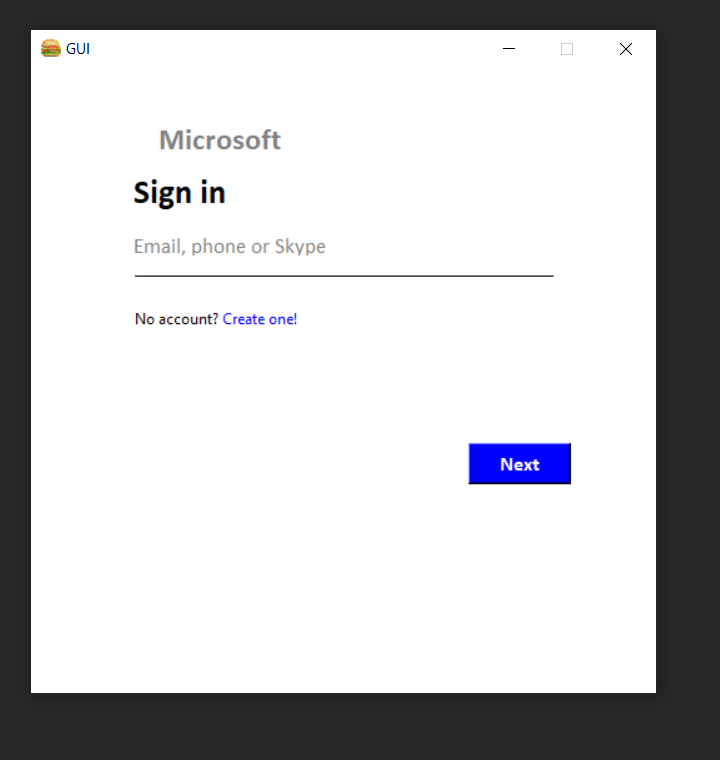 GUI
Microsoft
Sign in
Email, phone or Skype
No account? Create one!
Next